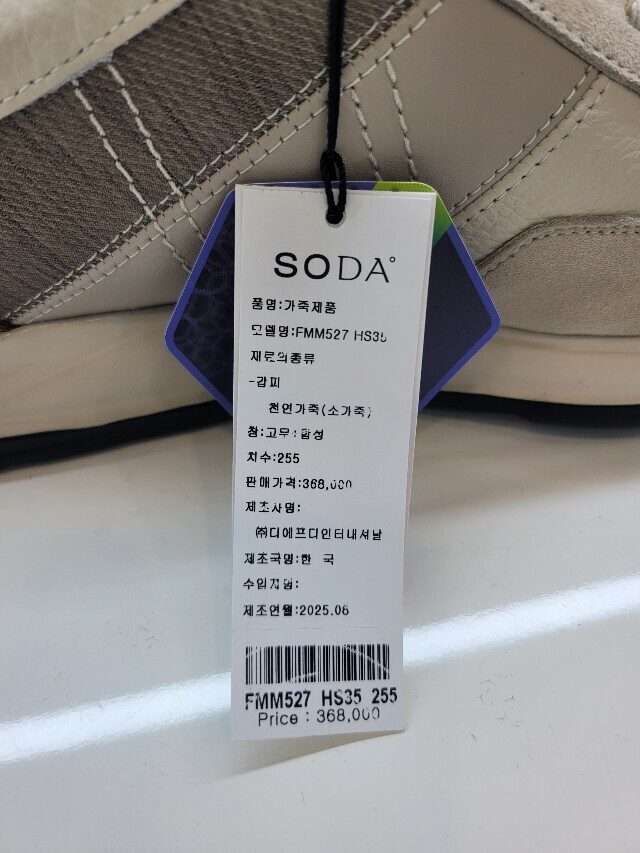 SODA
품명:가죽제품
모델명:FMM527 HS35
재료의종류
-갑피
천연가죽(소가죽)
창:고무:합성
치수:255
판매가격:368,000
제조사명:
㈜디에프디인터내셔날
제조국명:한 국
수입자명:
제조연월:2025.08
FMM527 HS35 255
Price : 368,000